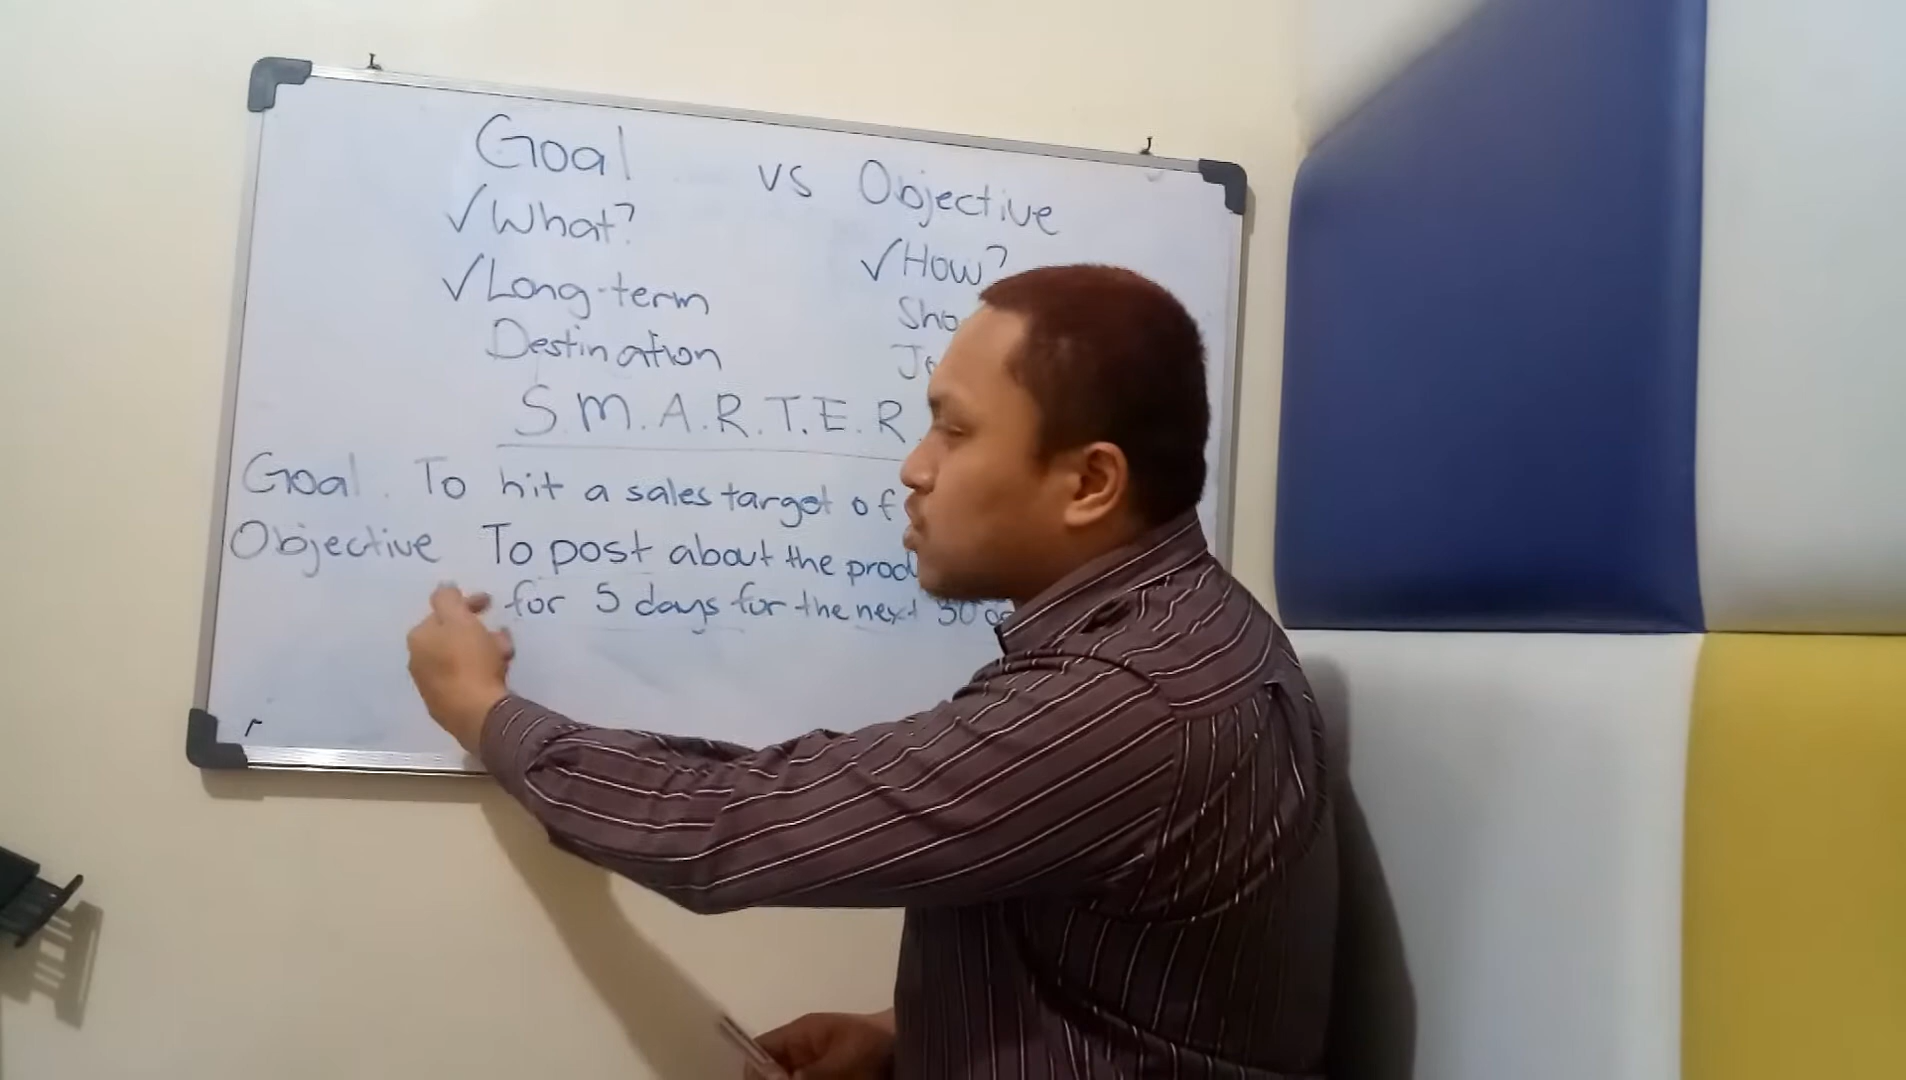 Goal vs Objective
✓What? ✓How?
✓Long-term
Destination
S.M.A.R.T.E.R.
Goal. To hit a sales target of
Objective To post about the
for 5 days for the next 30